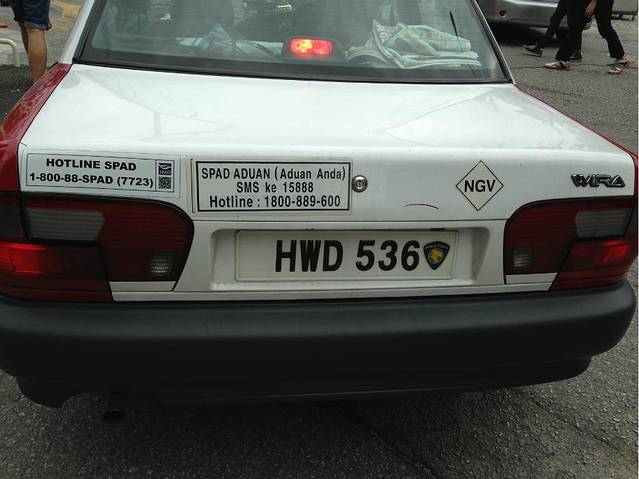 HOTLINE SPAD
1-800-88-SPAD (7723)
SPAD ADUAN (Aduan Anda)
SMS ke 15888
Hotline : 1800-889-600
NGV
WIRA
HWD 536